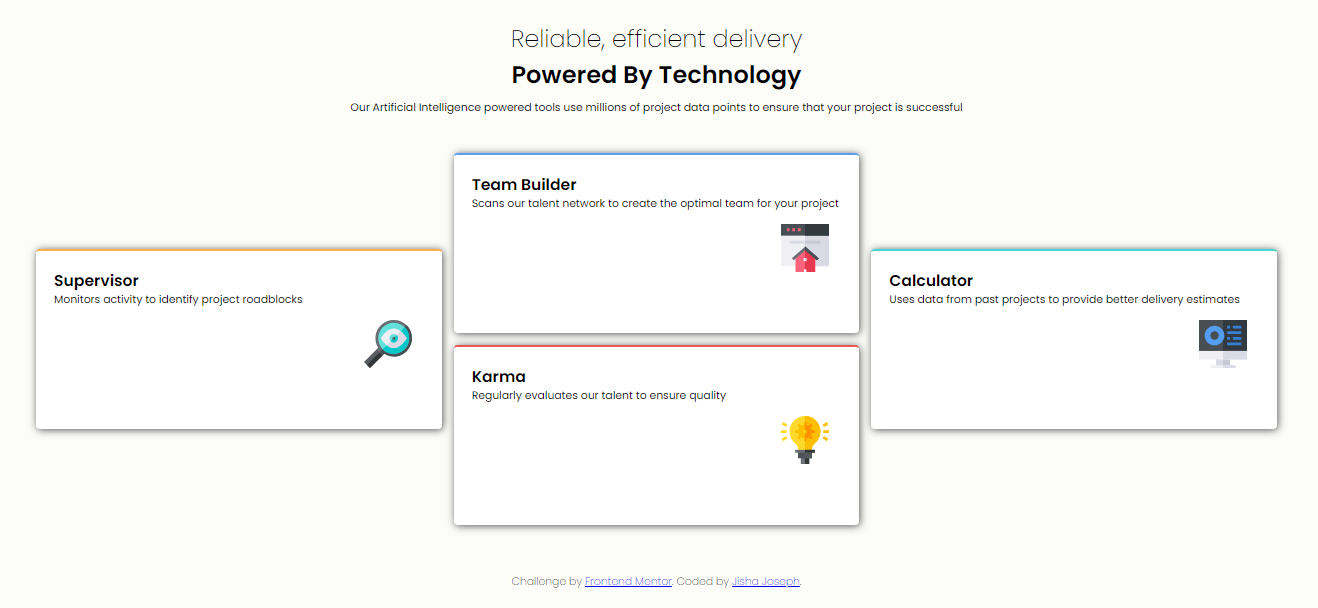 Reliable, efficient delivery
Powered By Technology
Our Artificial Intelligence powered tools use millions of project data points to ensure that your project is successful
Supervisor
Monitors activity to identify project roadblocks
Team Builder
Scans our talent network to create the optimal team for your project
Karma
Regularly evaluates our talent to ensure quality
Calculator
Uses data from past projects to provide better delivery estimates
Challenge by Frontend Mentor. Coded by Jisha Joseph.